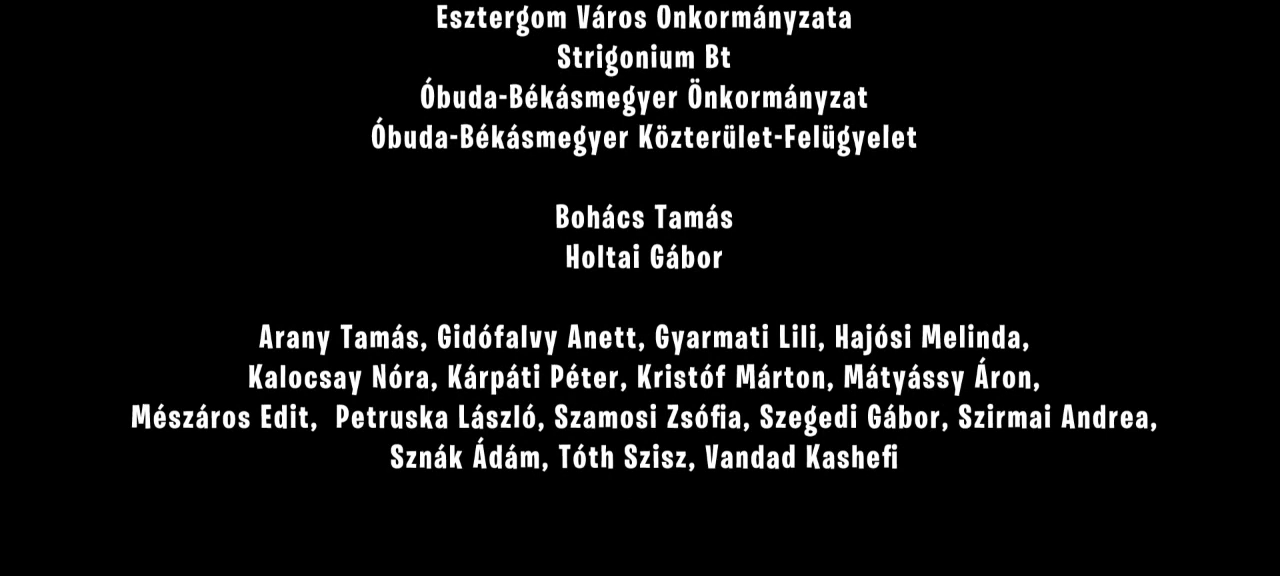 Esztergom Város Önkormányzata
Strigonium Bt
Óbuda-Békásmegyer Önkormányzat
Óbuda-Békásmegyer Közterület-Felügyelet
Bohács Tamás
Holtai Gábor
Arany Tamás, Gidófalvy Anett, Gyarmati Lili, Hajósi Melinda,
Kalocsay Nóra, Kárpáti Péter, Kristóf Márton, Mátyássy Áron,
Mészáros Edit, Petruska László, Szamosi Zsófia, Szegedi Gábor, Szirmai Andrea,
Sznák Ádám, Tóth Szisz, Vandad Kashefi